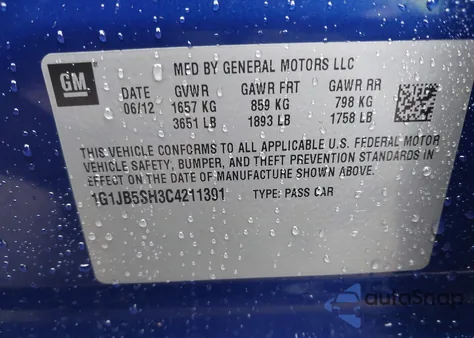 GM
MFD BY GENERAL MOTORS LLC
DATE GVWR GAWR FRT GAWR RR
06/12 1657 KG 859 KG 798 KG
3651 LB 1893 LB 1758 LB
THIS VEHICLE CONFORMS TO ALL APPLICABLE U.S. FEDERAL MOTOR
VEHICLE SAFETY, BUMPER, AND THEFT PREVENTION STANDARDS IN
EFFECT ON THE DATE OF MANUFACTURE SHOWN ABOVE.
1G1JB5SH3C4211391 TYPE: PASS CAR
autoSnap